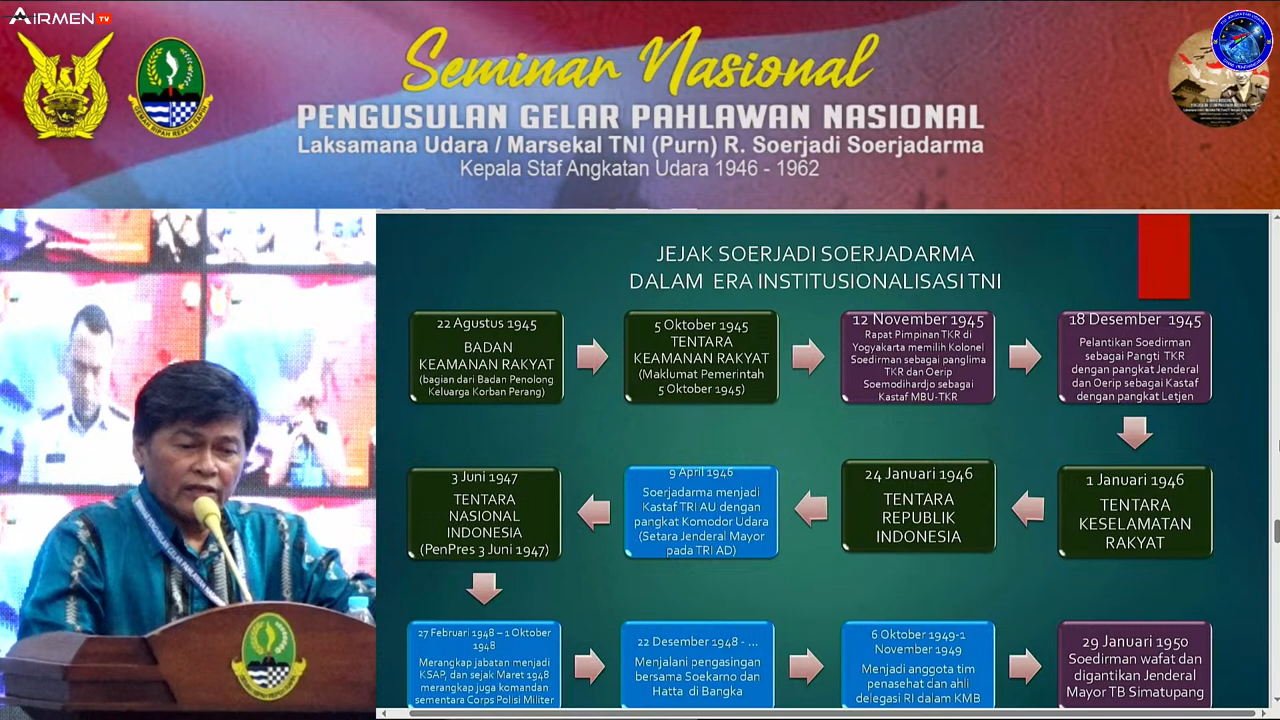 AiRMEN TV
Seminar Nasional
PENGUSULAN GELAR PAHLAWAN NASIONAL
Laksamana Udara / Marsekal TNI (Purn) R. Soerjadi Soerjadarma
Kepala Staf Angkatan Udara 1946 - 1962
JEJAK SOERJADI SOERJADARMA
DALAM ERA INSTITUSIONALISASI TNI
22 Agustus 1945
BADAN
KEAMANAN RAKYAT
(bagian dari Badan Penolong
Keluarga Korban Perang)
5 Oktober 1945
TENTARA
KEAMANAN RAKYAT
(Maklumat Pemerintah
5 Oktober 1945)
12 November 1945
Rapat Pimpinan TKR di
Yogyakarta memilih Kolonel
Soedirman sebagai panglima
TKR dan Oerip
Soemodihardjo sebagai
Kastaf MBU-TKR
18 Desember 1945
Pelantikan Soedirman
sebagai Pangti TKR
dengan pangkat Jenderal
dan Oerip sebagai Kastaf
dengan pangkat Letjen
1 Januari 1946
TENTARA
KESELAMATAN
RAKYAT
24 Januari 1946
TENTARA
REPUBLIK
INDONESIA
9 April 1946
Soerjadarma menjadi
Kastaf TRI AU dengan
pangkat Komodor Udara
(Setara Jenderal Mayor
pada TRI AD)
3 Juni 1947
TENTARA
NASIONAL
INDONESIA
(PenPres 3 Juni 1947)
27 Februari 1948 – 1 Oktober
1948
Merangkap jabatan menjadi
KSAP, dan sejak Maret 1948
merangkap juga komandan
sementara Corps Polisi Militer
22 Desember 1948 - ...
Menjalani pengasingan
bersama Soekarno dan
Hatta di Bangka
6 Oktober 1949-1
November 1949
Menjadi anggota tim
penasehat dan ahli
delegasi RI dalam KMB
29 Januari 1950
Soedirman wafat dan
digantikan Jenderal
Mayor TB Simatupang